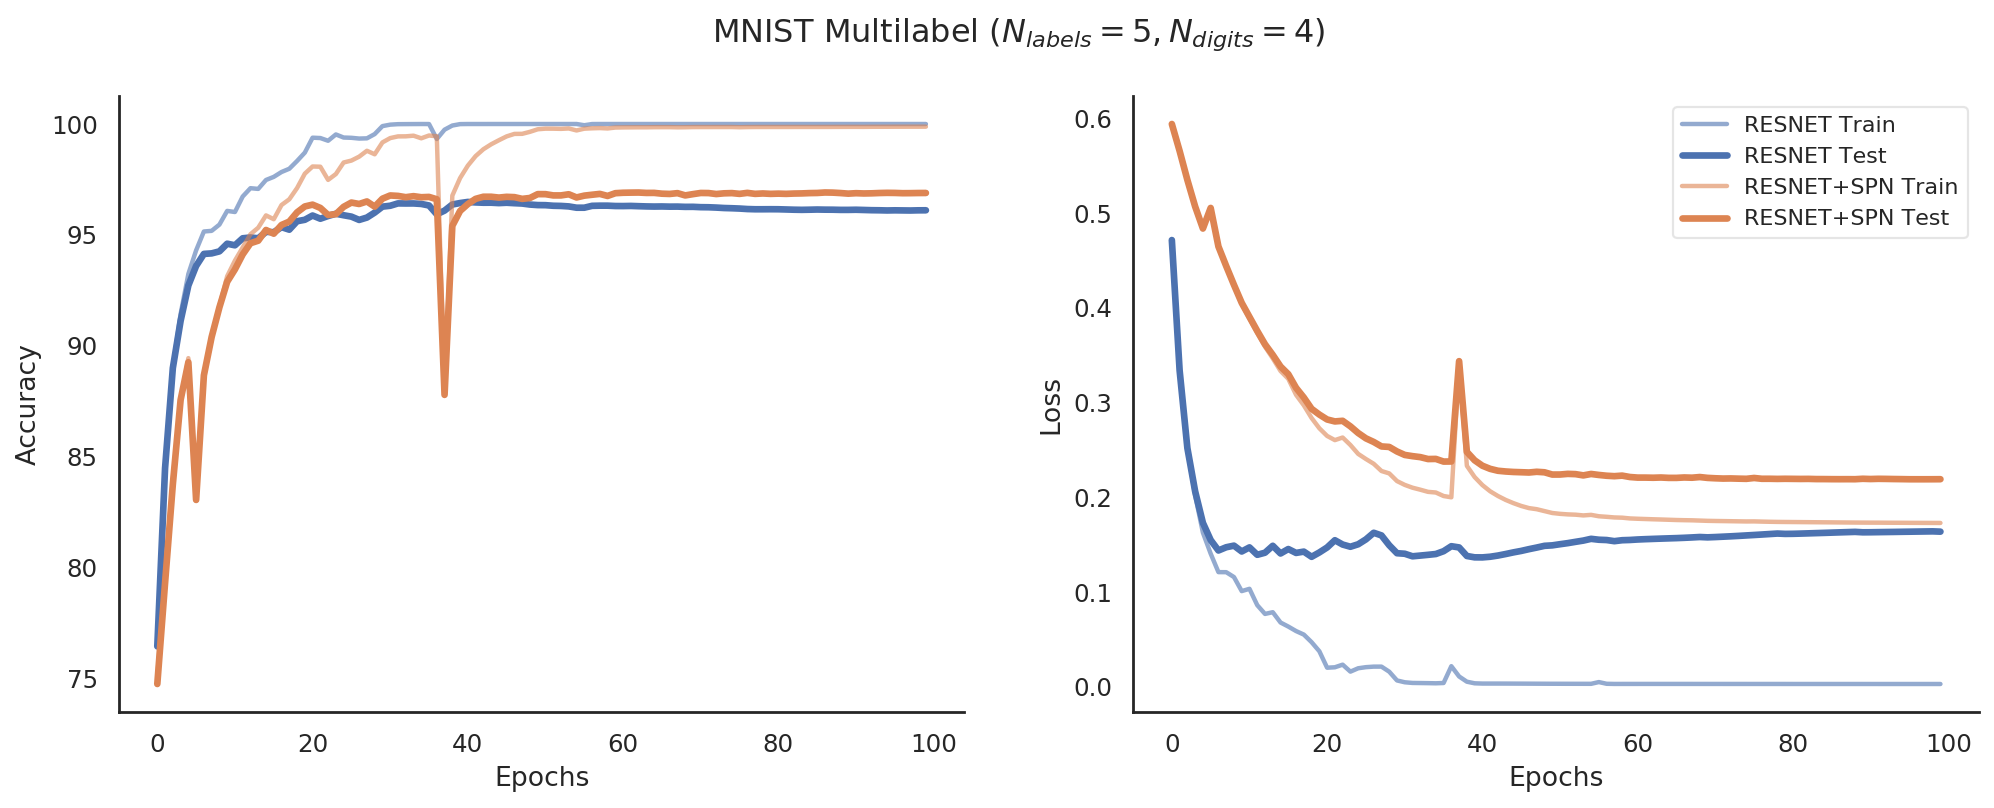 MNIST Multilabel (N_labels = 5, N_digits = 4)
Accuracy
100
95
90
85
80
75
0 20 40 60 80 100
Epochs
Loss
0.6
0.5
0.4
0.3
0.2
0.1
0.0
0 20 40 60 80 100
Epochs
RESNET Train
RESNET Test
RESNET+SPN Train
RESNET+SPN Test